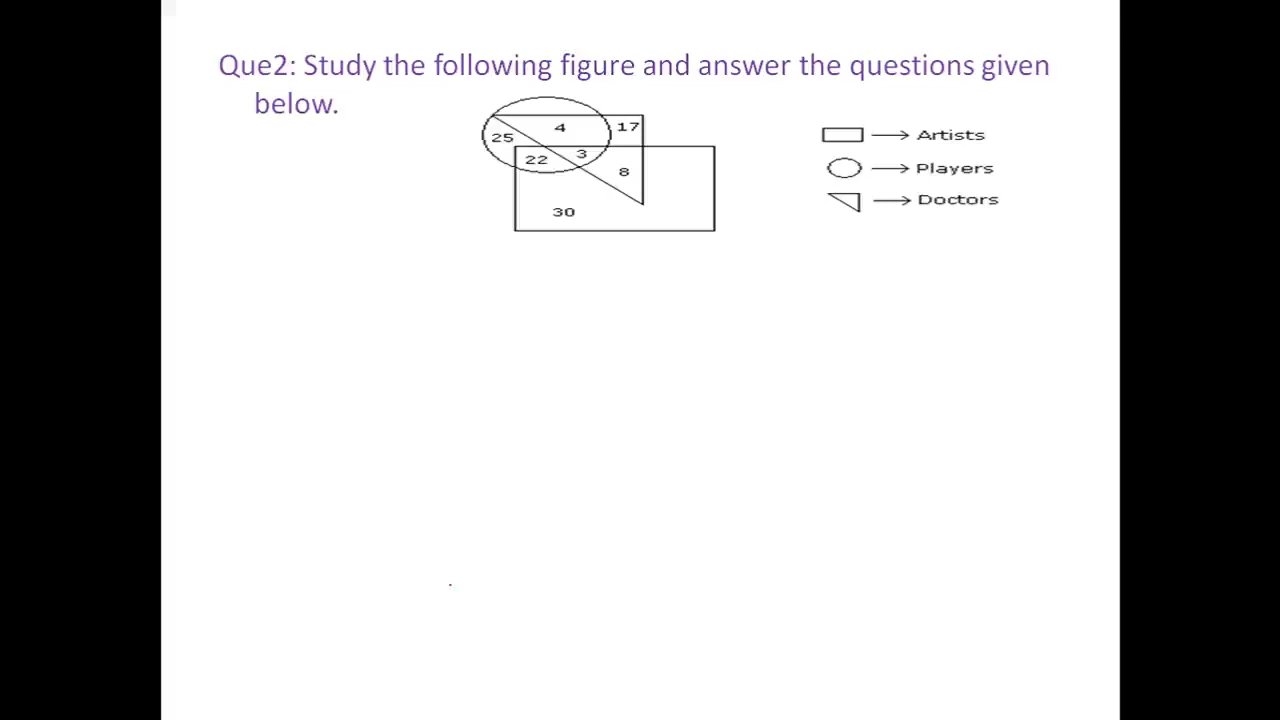 Que2: Study the following figure and answer the questions given
below.
4 17
25
3
22
8
30
Artists
Players
Doctors